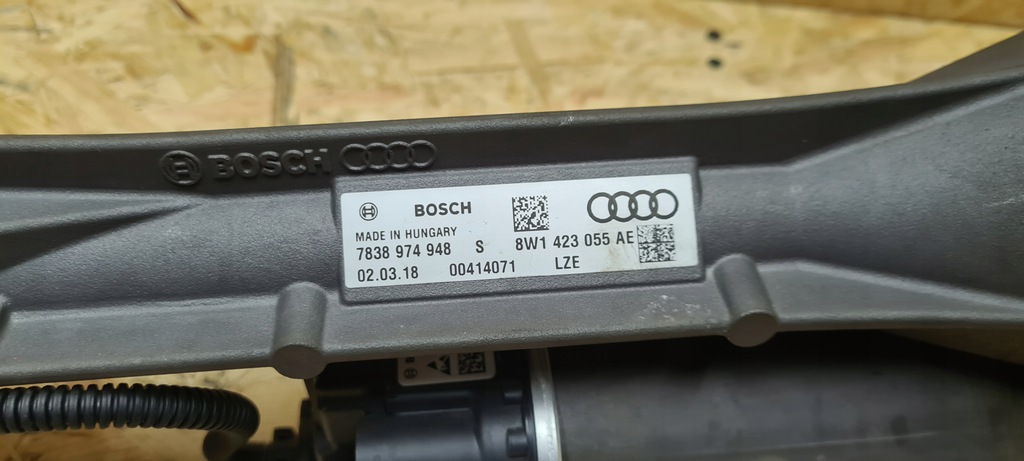 BOSCH
BOSCH
MADE IN HUNGARY
7838 974 948 S 8W1 423 055 AE
02.03.18 00414071 LZE